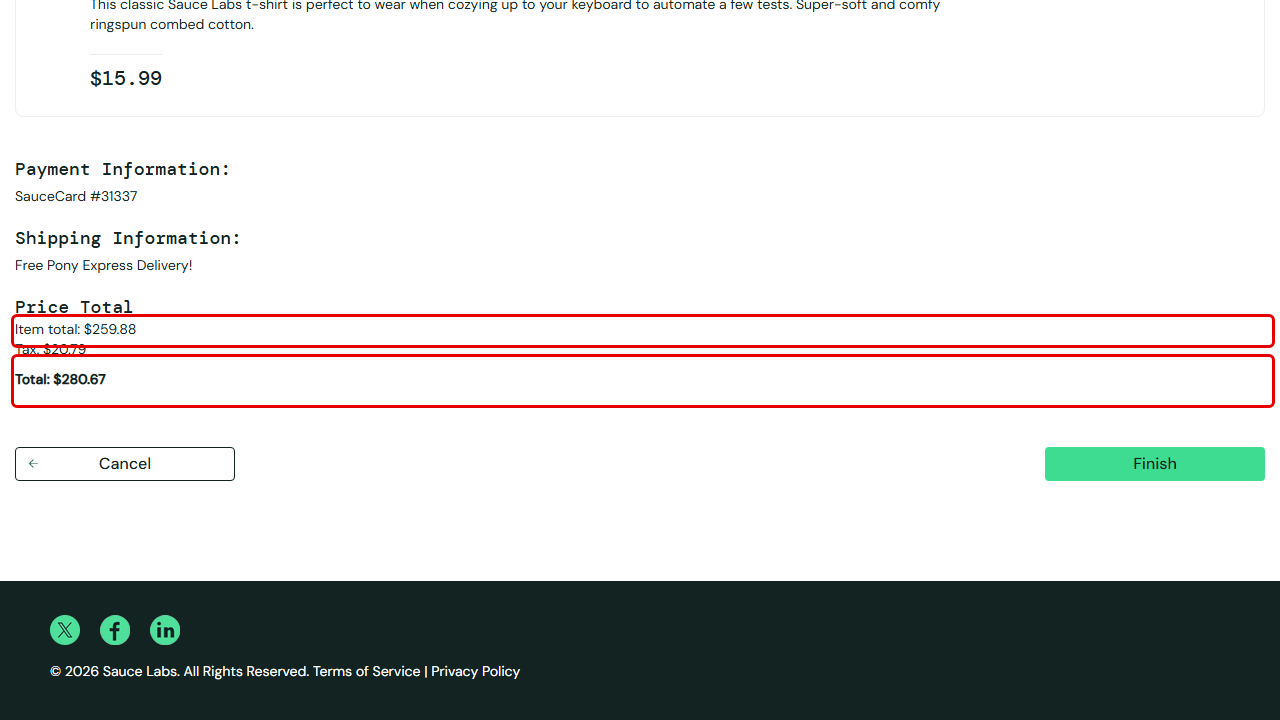 This classic Sauce Labs t-shirt is perfect to wear when cozying up to your keyboard to automate a few tests. Super-soft and comfy
ringspun combed cotton.
$15.99
Payment Information:
SauceCard #31337
Shipping Information:
Free Pony Express Delivery!
Price Total
Item total: $259.88
Tax: $20.79
Total: $280.67
Cancel
Finish
© 2026 Sauce Labs. All Rights Reserved. Terms of Service | Privacy Policy